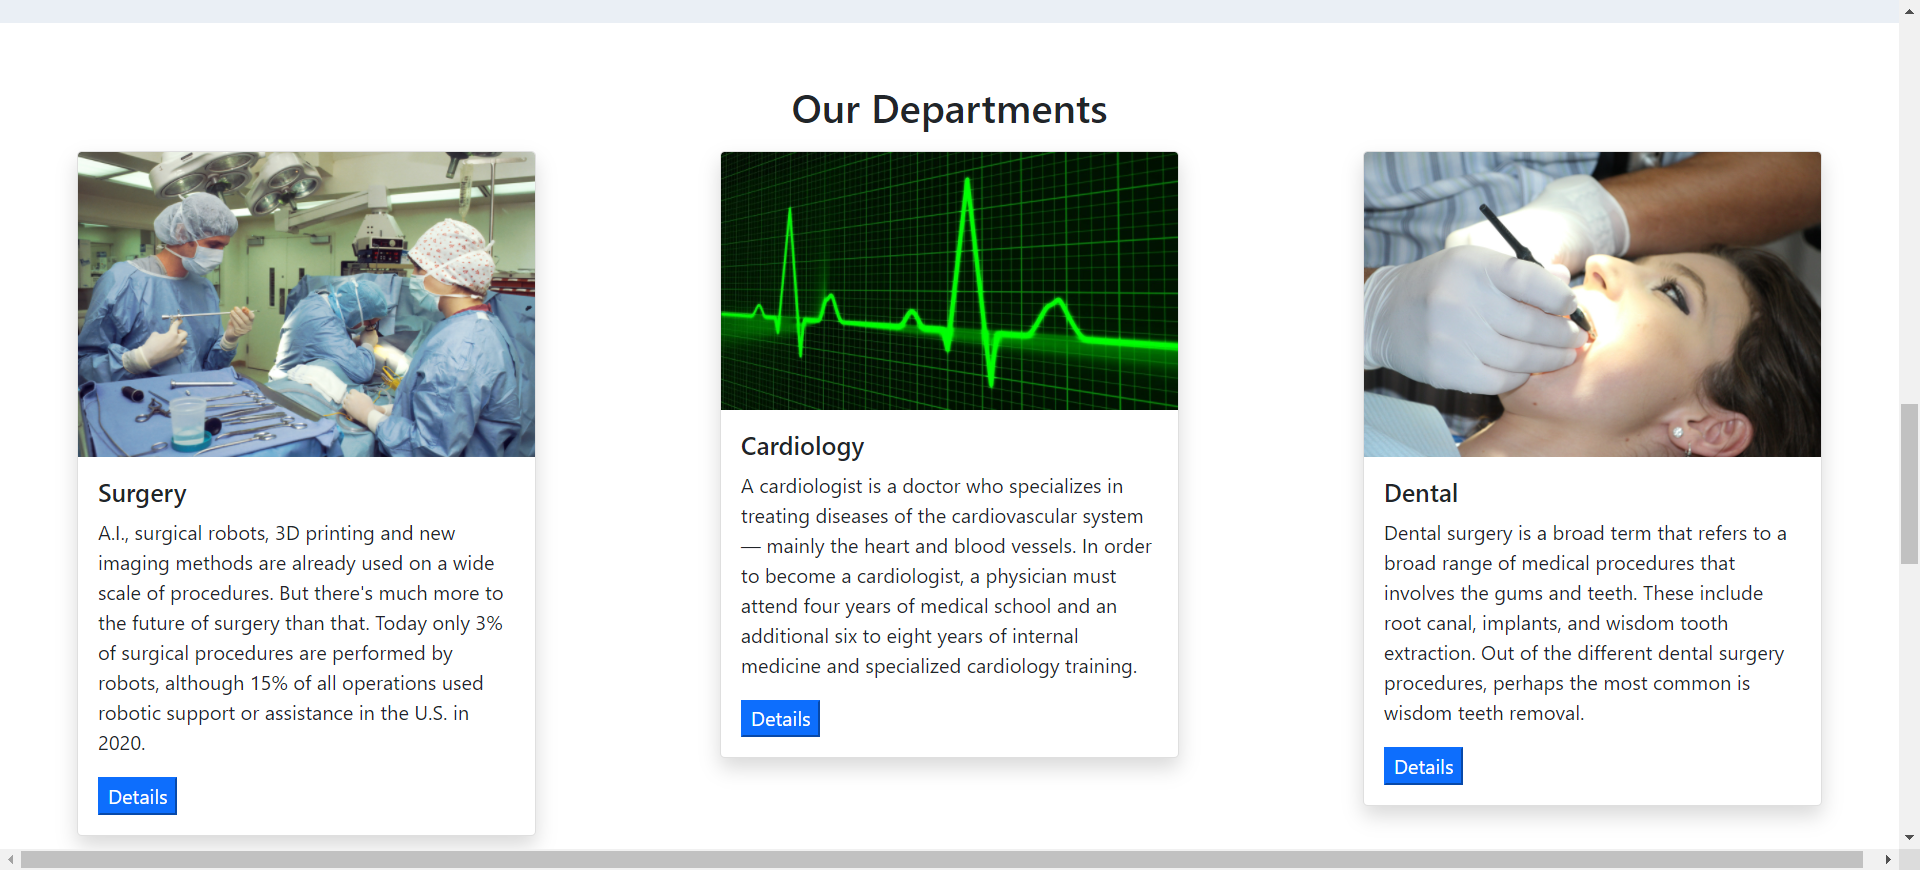 Our Departments
Surgery
A.I., surgical robots, 3D printing and new
imaging methods are already used on a wide
scale of procedures. But there's much more to
the future of surgery than that. Today only 3%
of surgical procedures are performed by
robots, although 15% of all operations used
robotic support or assistance in the U.S. in
2020.
Details
Cardiology
A cardiologist is a doctor who specializes in
treating diseases of the cardiovascular system
— mainly the heart and blood vessels. In order
to become a cardiologist, a physician must
attend four years of medical school and an
additional six to eight years of internal
medicine and specialized cardiology training.
Details
Dental
Dental surgery is a broad term that refers to a
broad range of medical procedures that
involves the gums and teeth. These include
root canal, implants, and wisdom tooth
extraction. Out of the different dental surgery
procedures, perhaps the most common is
wisdom teeth removal.
Details